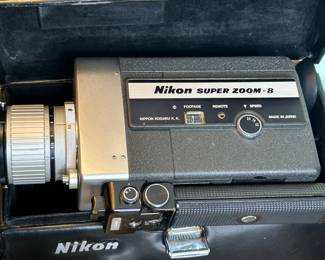 Nikon SUPER ZOOM-8
FOOTAGE REMOTE SPEED
NIPPON KOGAKU K. K. MADE IN JAPAN
Nikon